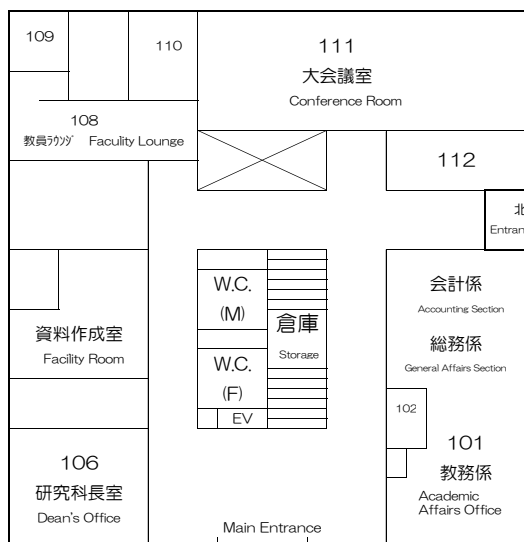 109
110
111
大会議室
Conference Room
108
教員ﾗｳﾝｼﾞ Faculity Lounge
112
北
Entran
W.C.
(M)
倉庫
Storage
W.C.
(F)
EV
資料作成室
Facility Room
会計係
Accounting Section
総務係
General Affairs Section
102
101
教務係
Academic
Affairs Office
106
研究科長室
Dean's Office
Main Entrance